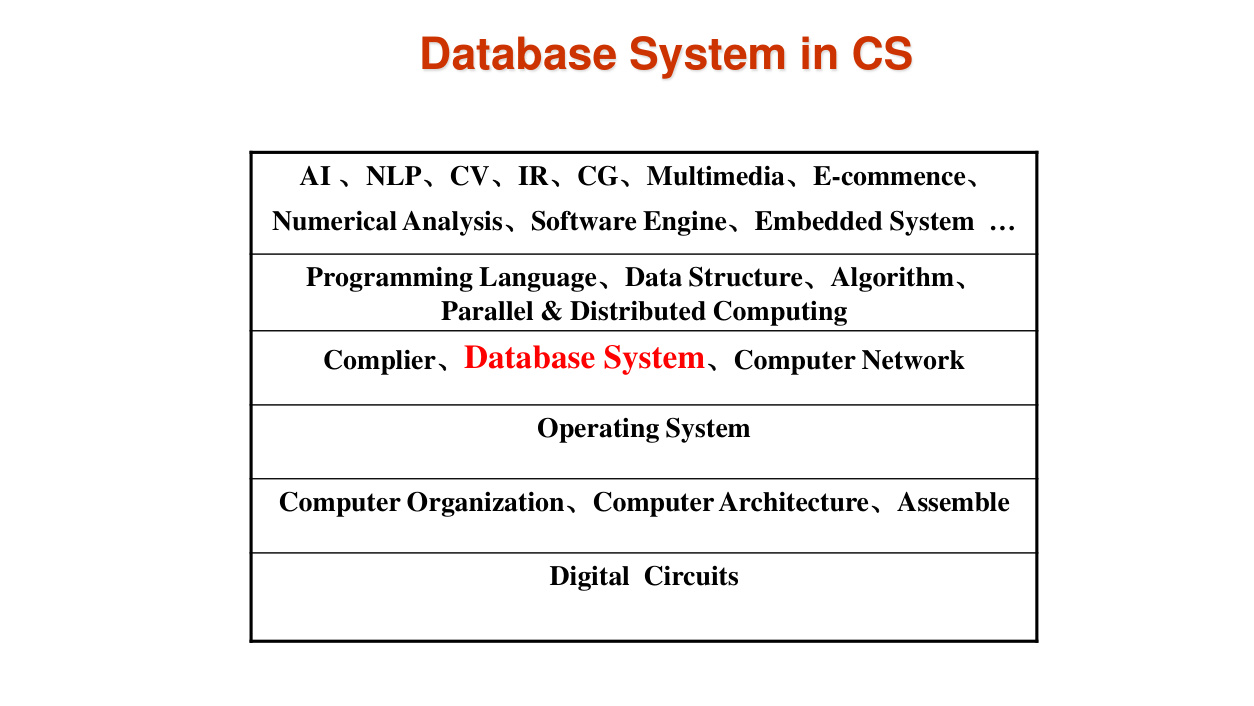 Database System in CS
AI 、NLP、CV、IR、CG、Multimedia、E-commence、
Numerical Analysis、Software Engine、Embedded System …
Programming Language、Data Structure、Algorithm、
Parallel & Distributed Computing
Complier、Database System、Computer Network
Operating System
Computer Organization、Computer Architecture、Assemble
Digital Circuits